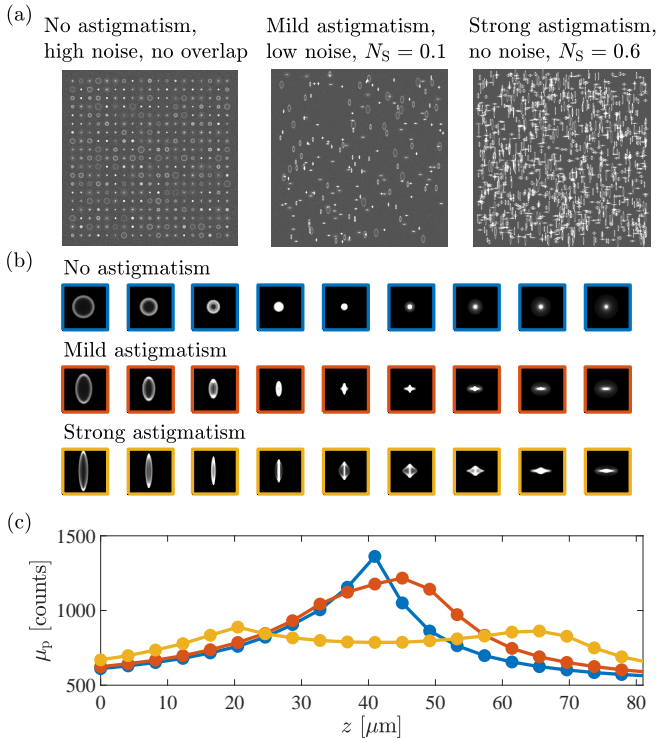 (a)
No astigmatism,
high noise, no overlap
Mild astigmatism,
low noise, N_S = 0.1
Strong astigmatism,
no noise, N_S = 0.6
(b)
No astigmatism
Mild astigmatism
Strong astigmatism
(c)
1500
1000
500
μ_p [counts]
0 10 20 30 40 50 60 70 80
z [μm]